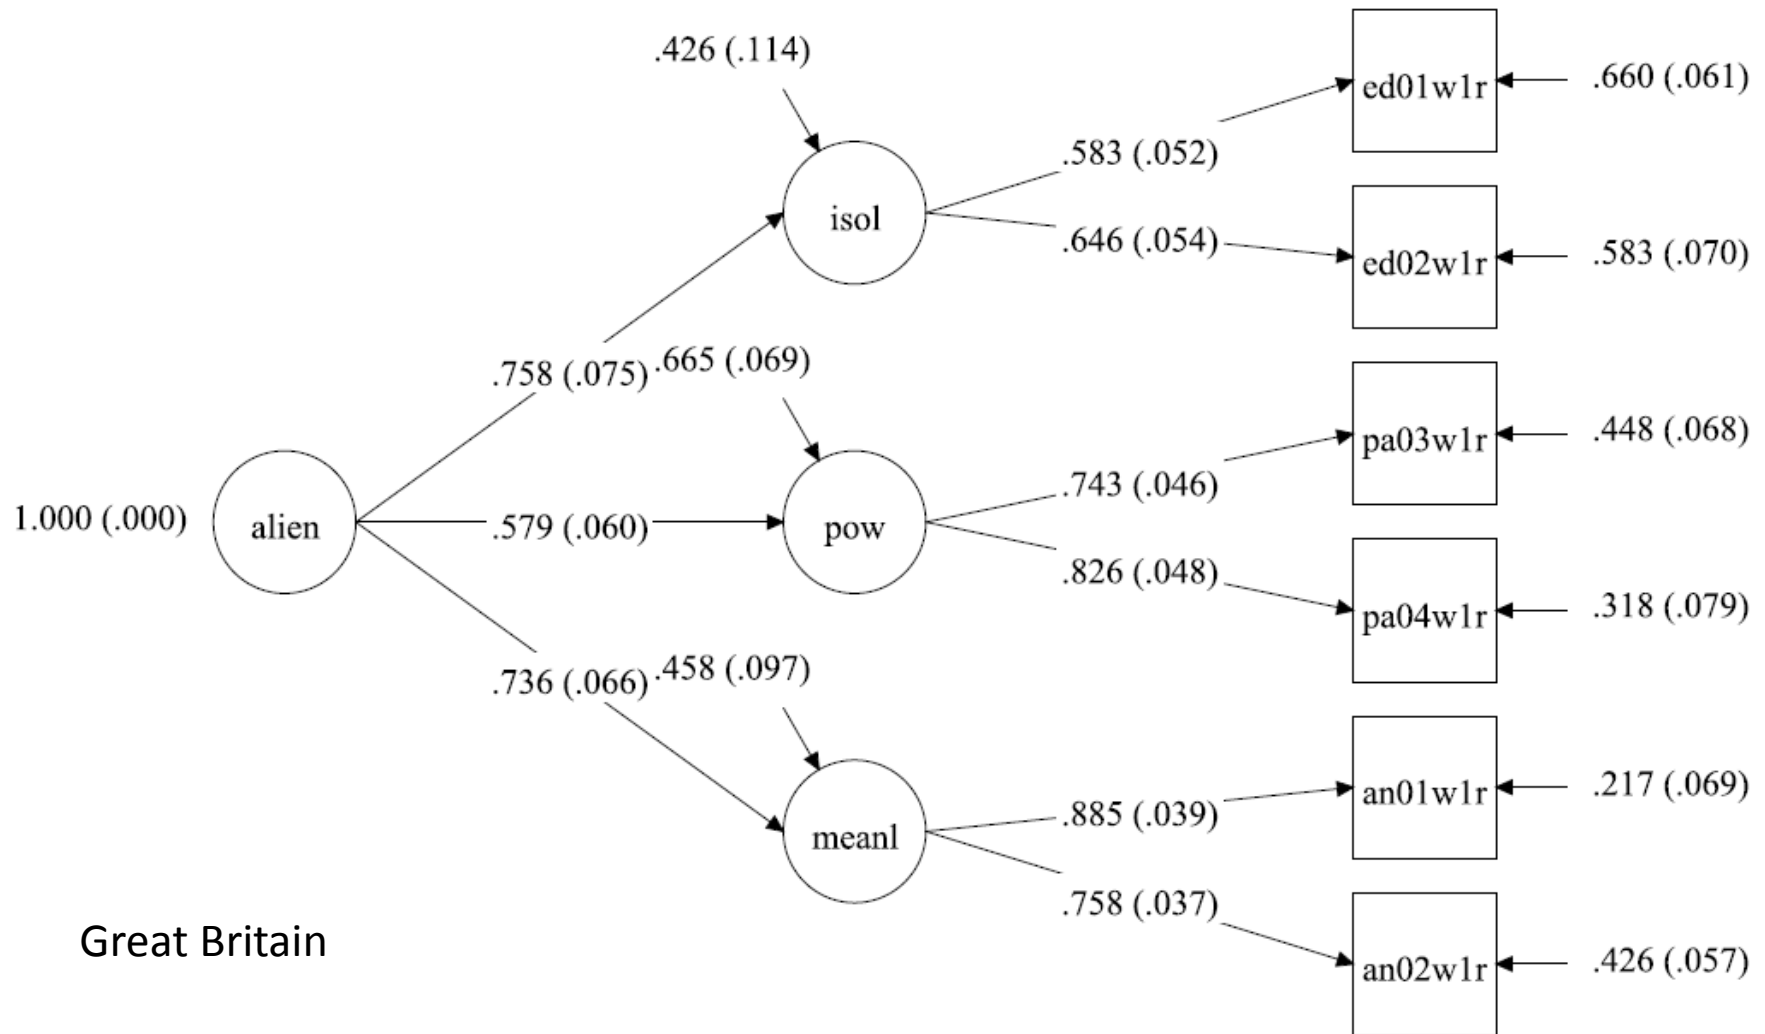 .426 (.114)
ed01w1r
.660 (.061)
.583 (.052)
isol
.646 (.054)
ed02w1r
.583 (.070)
.758 (.075)
.665 (.069)
pa03w1r
.448 (.068)
.743 (.046)
1.000 (.000)
alien
.579 (.060)
pow
.826 (.048)
pa04w1r
.318 (.079)
.736 (.066)
.458 (.097)
an01w1r
.217 (.069)
.885 (.039)
meanl
.758 (.037)
an02w1r
.426 (.057)
Great Britain